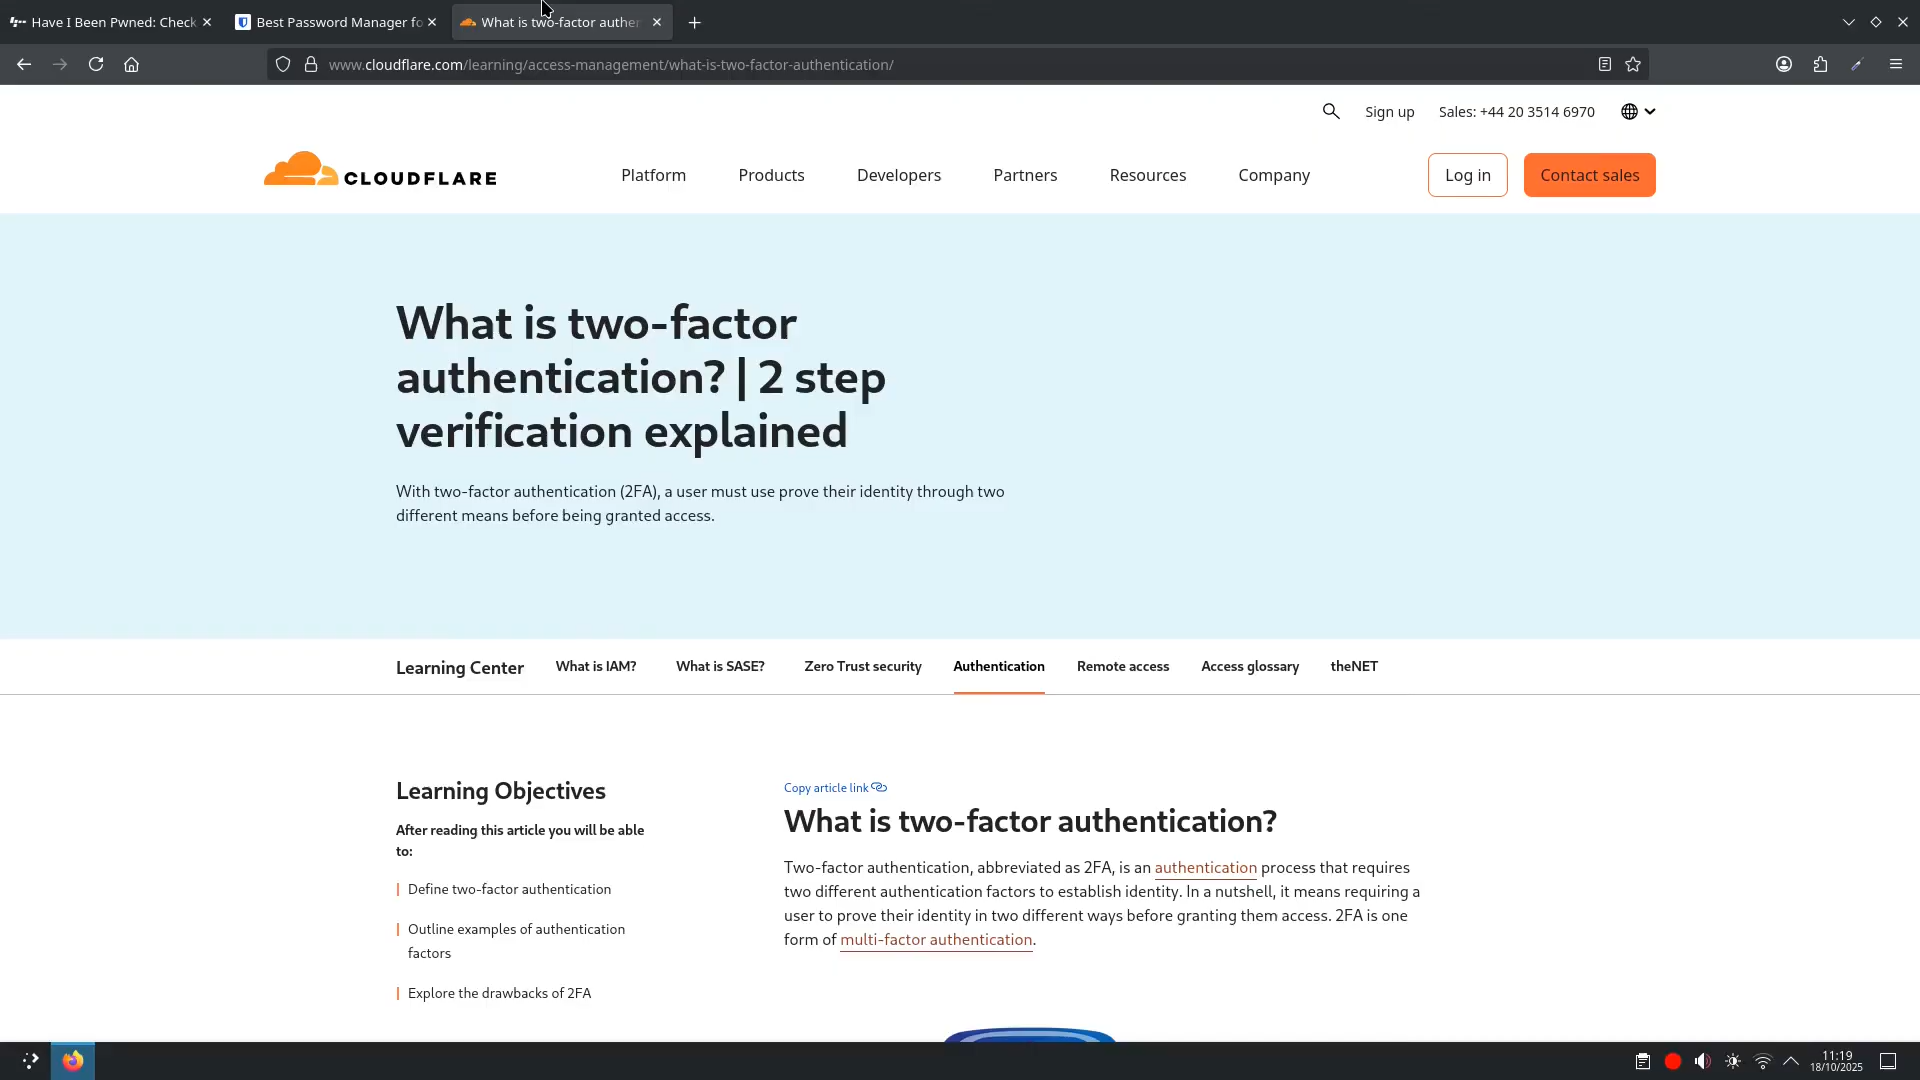 Have I Been Pwned: Check
Best Password Manager fo
What is two-factor authen
www.cloudflare.com/learning/access-management/what-is-two-factor-authentication/
Sign up
Sales: +44 20 3514 6970
CLOUDFLARE
Platform
Products
Developers
Partners
Resources
Company
Log in
Contact sales
What is two-factor
authentication? | 2 step
verification explained
With two-factor authentication (2FA), a user must use prove their identity through two
different means before being granted access.
Learning Center
What is IAM?
What is SASE?
Zero Trust security
Authentication
Remote access
Access glossary
theNET
Learning Objectives
After reading this article you will be able
to:
Define two-factor authentication
Outline examples of authentication
factors
Explore the drawbacks of 2FA
Copy article link
What is two-factor authentication?
Two-factor authentication, abbreviated as 2FA, is an authentication process that requires
two different authentication factors to establish identity. In a nutshell, it means requiring a
user to prove their identity in two different ways before granting them access. 2FA is one
form of multi-factor authentication.
11:19
18/10/2025